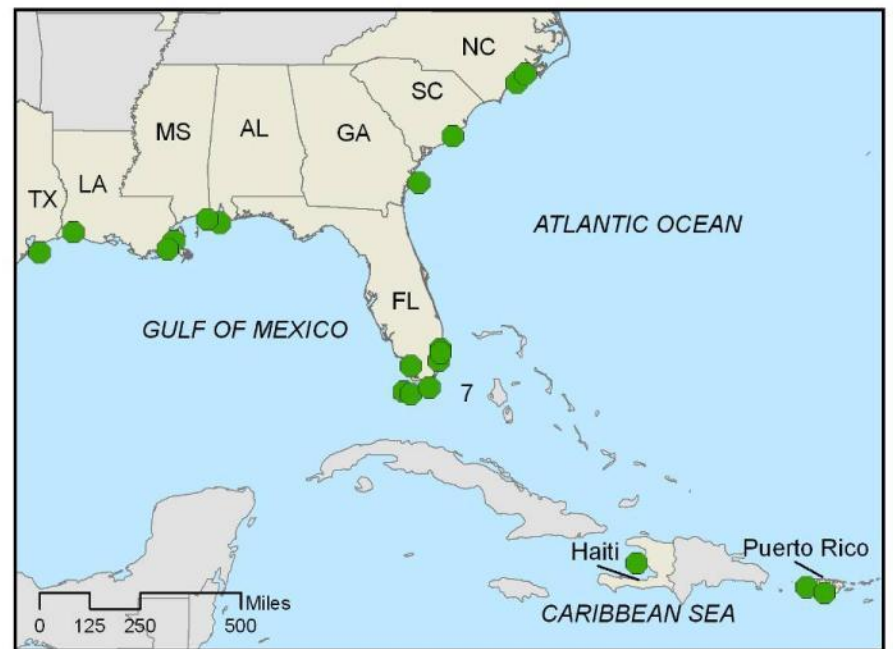 NC
SC
MS
AL
GA
TX
LA
ATLANTIC OCEAN
FL
GULF OF MEXICO
7
Haiti
Puerto Rico
Miles
0 125 250 500
CARIBBEAN SEA